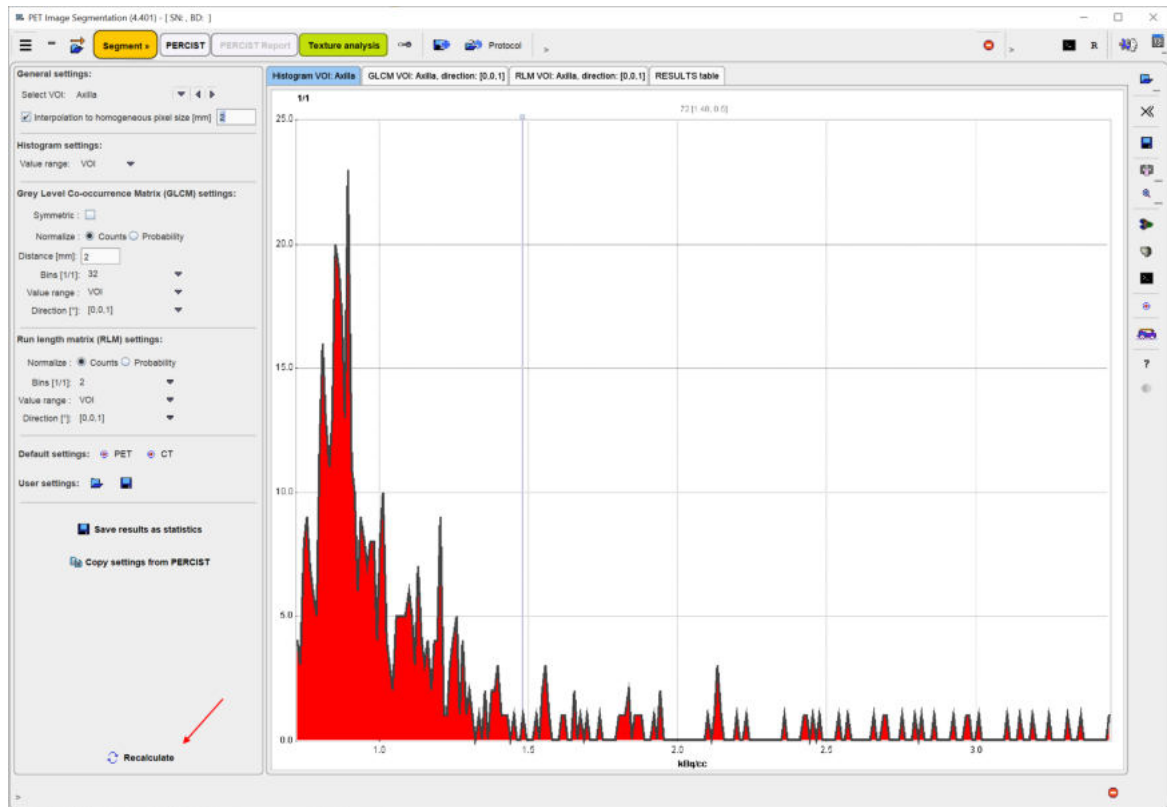 PET Image Segmentation (4.401) - [ SN: , BD: ]
Segment » PERCIST PERCIST Report Texture analysis Protocol » » R
General settings:
Select VOI: Axilla
Interpolation to homogeneous pixel size [mm] 2
Histogram settings:
Value range: VOI
Grey Level Co-occurrence Matrix (GLCM) settings:
Symmetric :
Normalize : Counts Probability
Distance [mm]: 2
Bins [1/1]: 32
Value range : VOI
Direction [°]: [0,0,1]
Run length matrix (RLM) settings:
Normalize : Counts Probability
Bins [1/1]: 2
Value range : VOI
Direction [°]: [0,0,1]
Default settings: PET CT
User settings:
Save results as statistics
Copy settings from PERCIST
Recalculate
»
Histogram VOI: Axilla GLCM VOI: Axilla, direction: [0,0,1] RLM VOI: Axilla, direction: [0,0,1] RESULTS table
1/1
25.0
20.0
15.0
10.0
5.0
0.0
1.0 1.5 2.0 2.5 3.0
kBq/cc
?